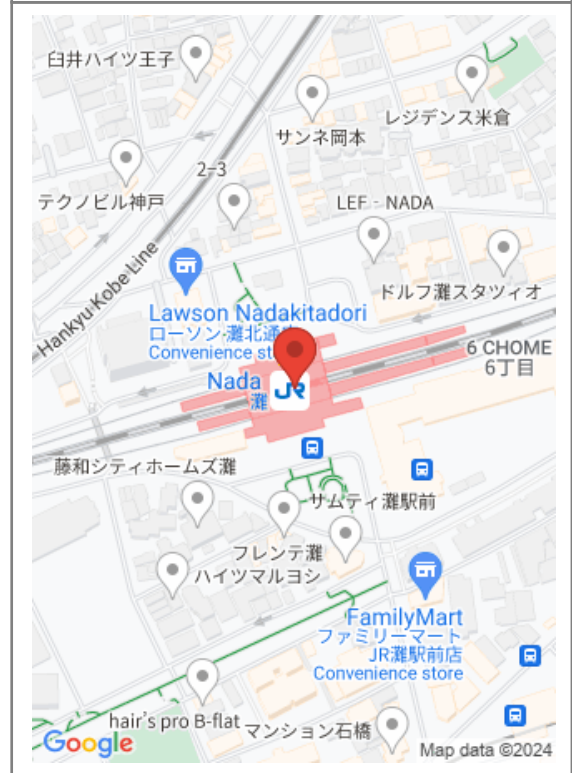 臼井ハイツ王子
レジデンス米倉
サンネ岡本
2-3
テクノビル神戸
LEF - NADA
Hankyu Kobe Line
ドルフ灘スタツィオ
Lawson Nadakitadori
ローソン 灘北通
Convenience st
6 CHOME
6丁目
Nada
灘
JR
藤和シティホームズ灘
サムティ灘駅前
フレンテ灘
ハイツマルヨシ
FamilyMart
ファミリーマート
JR灘駅前店
Convenience store
hair's pro B-flat
マンション石橋
Google
Map data ©2024